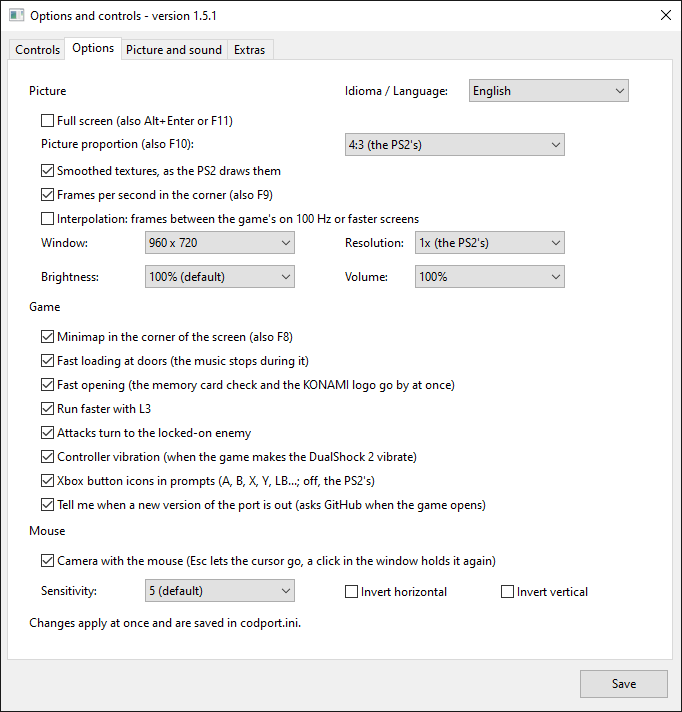 Options and controls - version 1.5.1
Controls Options Picture and sound Extras
Picture Idioma / Language: English
Full screen (also Alt+Enter or F11)
Picture proportion (also F10): 4:3 (the PS2's)
Smoothed textures, as the PS2 draws them
Frames per second in the corner (also F9)
Interpolation: frames between the game's on 100 Hz or faster screens
Window: 960 x 720 Resolution: 1x (the PS2's)
Brightness: 100% (default) Volume: 100%
Game
Minimap in the corner of the screen (also F8)
Fast loading at doors (the music stops during it)
Fast opening (the memory card check and the KONAMI logo go by at once)
Run faster with L3
Attacks turn to the locked-on enemy
Controller vibration (when the game makes the DualShock 2 vibrate)
Xbox button icons in prompts (A, B, X, Y, LB...; off, the PS2's)
Tell me when a new version of the port is out (asks GitHub when the game opens)
Mouse
Camera with the mouse (Esc lets the cursor go, a click in the window holds it again)
Sensitivity: 5 (default) Invert horizontal Invert vertical
Changes apply at once and are saved in codport.ini.
Save